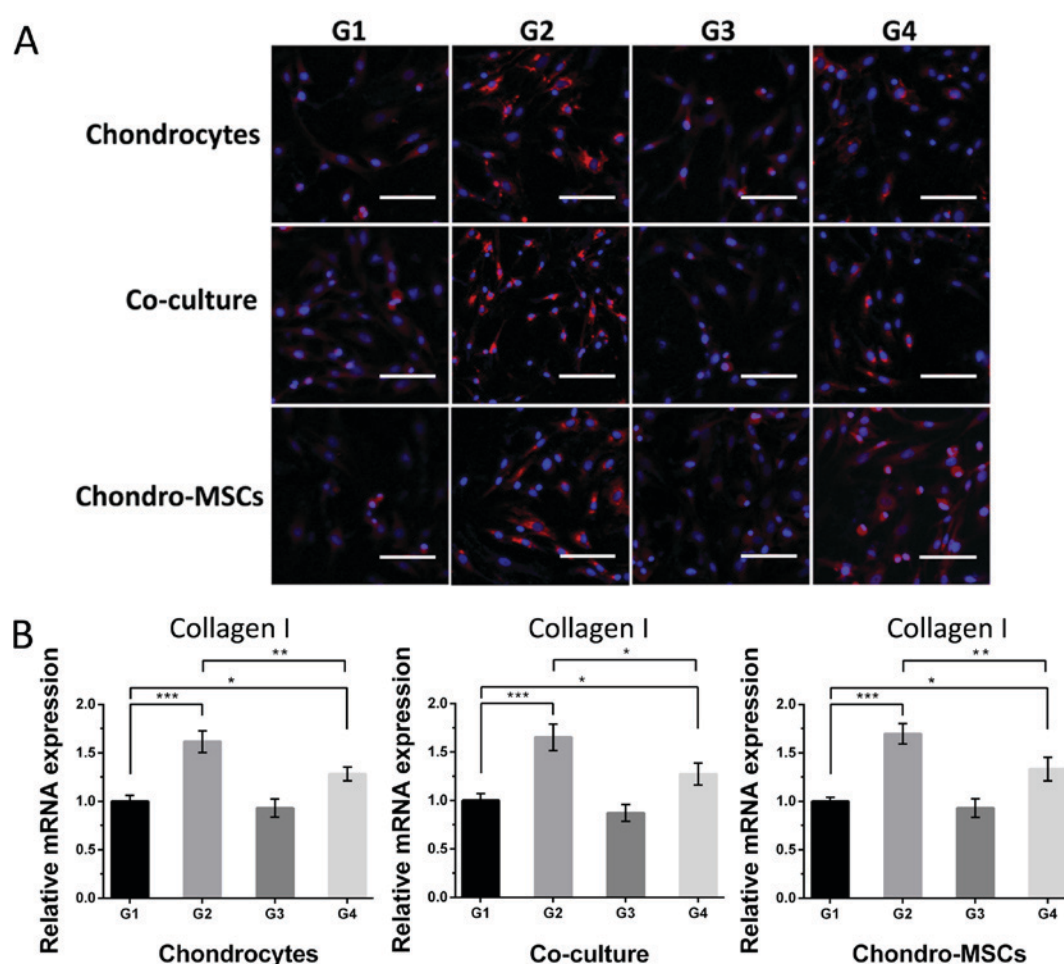 A
G1 G2 G3 G4
Chondrocytes
Co-culture
Chondro-MSCs
B
Collagen I
Relative mRNA expression
**
*
***
2.0
1.5
1.0
0.5
0.0
G1 G2 G3 G4
Chondrocytes
Collagen I
Relative mRNA expression
*
*
***
2.0
1.5
1.0
0.5
0.0
G1 G2 G3 G4
Co-culture
Collagen I
Relative mRNA expression
**
*
***
2.0
1.5
1.0
0.5
0.0
G1 G2 G3 G4
Chondro-MSCs